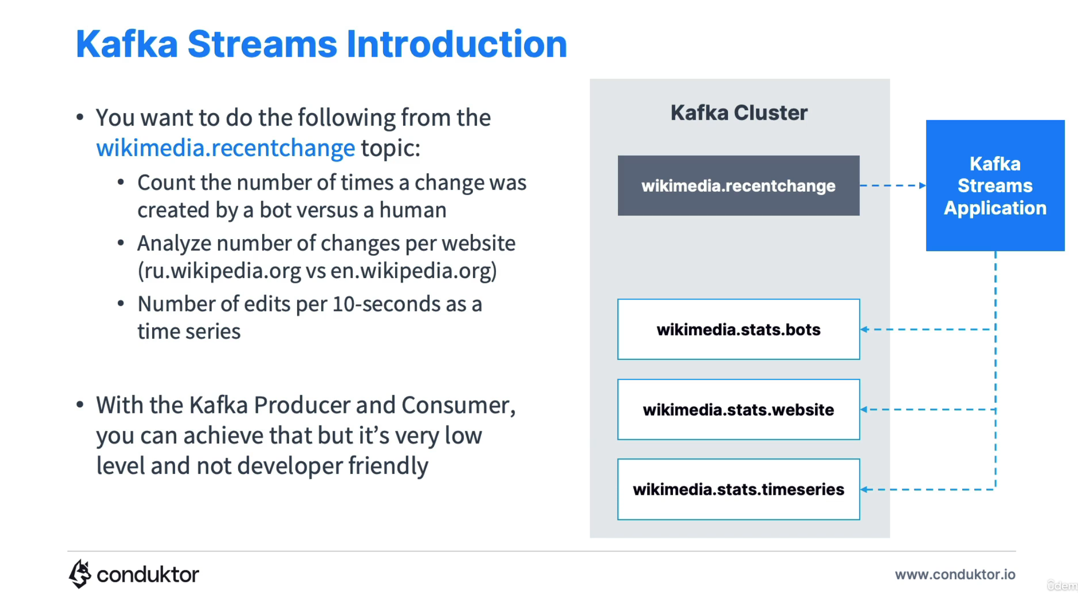 Kafka Streams Introduction
• You want to do the following from the
wikimedia.recentchange topic:
• Count the number of times a change was
created by a bot versus a human
• Analyze number of changes per website
(ru.wikipedia.org vs en.wikipedia.org)
• Number of edits per 10-seconds as a
time series
• With the Kafka Producer and Consumer,
you can achieve that but it's very low
level and not developer friendly
Kafka Cluster
wikimedia.recentchange
Kafka
Streams
Application
wikimedia.stats.bots
wikimedia.stats.website
wikimedia.stats.timeseries
conduktor
www.conduktor.io